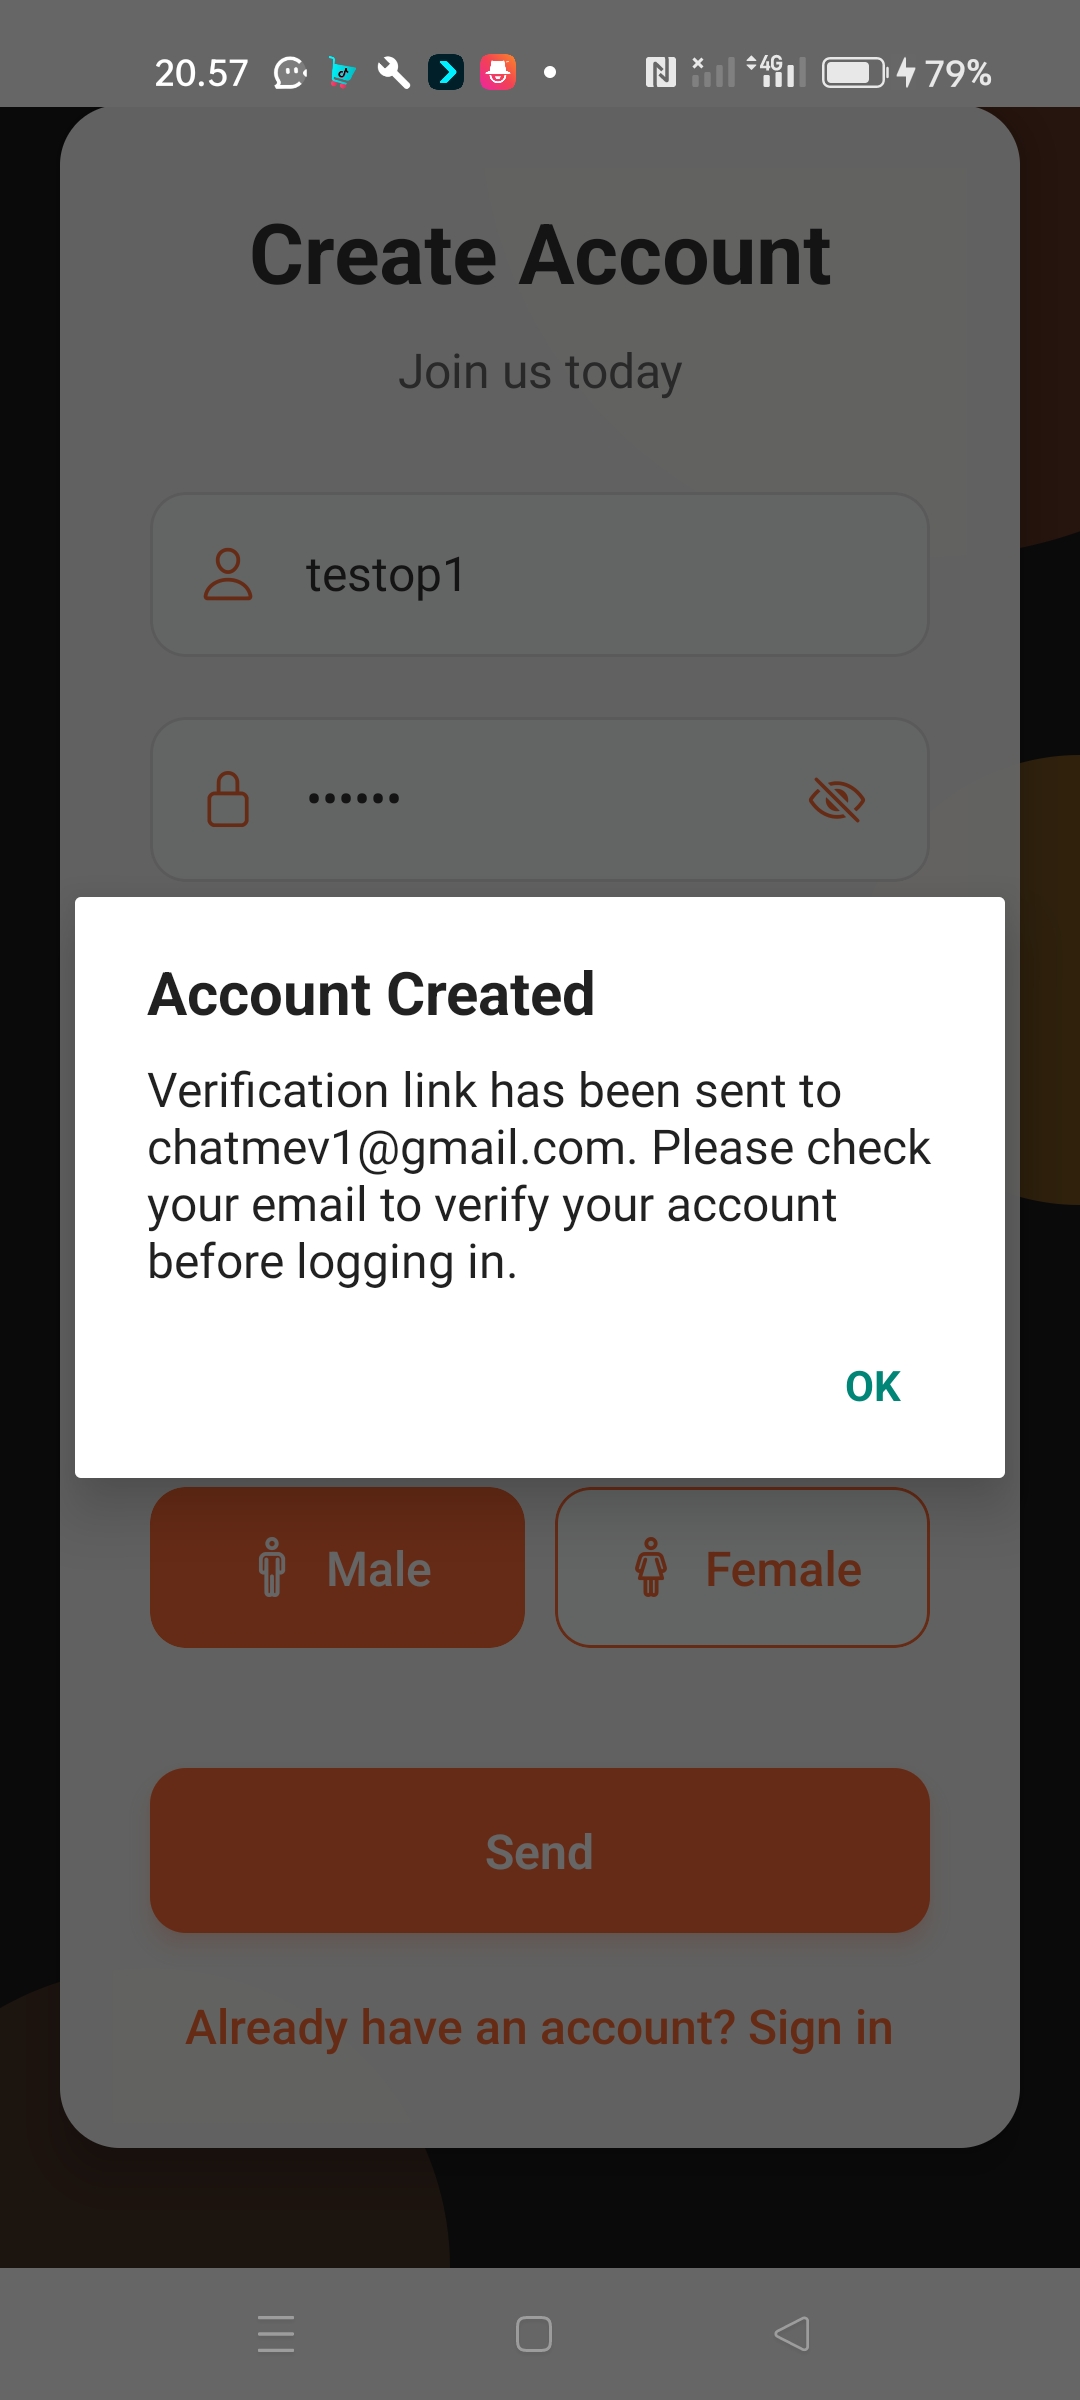 20.57 4G 79%
Create Account
Join us today
testop1
••••••
Account Created
Verification link has been sent to
chatmev1@gmail.com. Please check
your email to verify your account
before logging in.
OK
Male Female
Send
Already have an account? Sign in